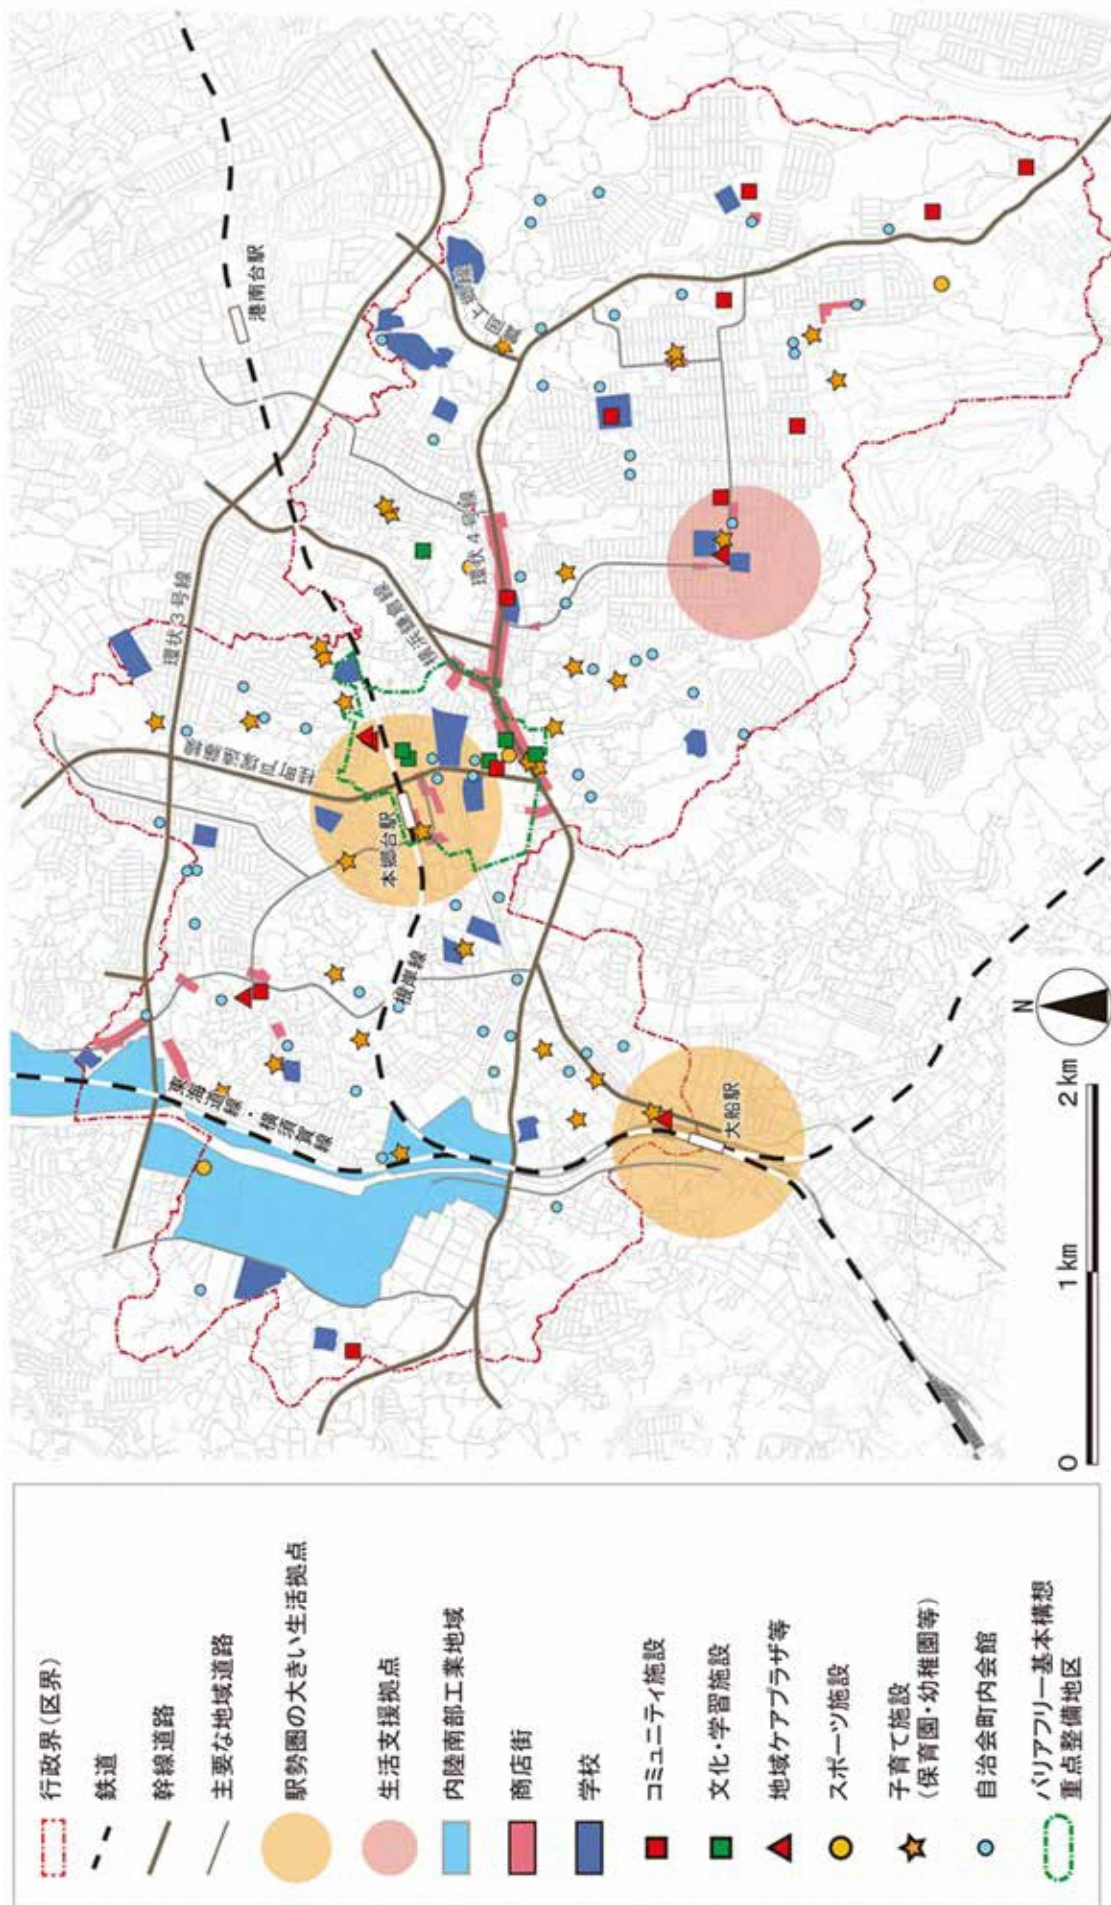 行政界（区界）
鉄道
幹線道路
主要な地域道路
駅勢圏の大きい生活拠点
生活支援拠点
内陸南部工業地域
商店街
学校
コミュニティ施設
文化・学習施設
地域ケアプラザ等
スポーツ施設
子育て施設
（保育園・幼稚園等）
自治会町内会館
バリアフリー基本構想
重点整備地区
港南台駅
環状3号線
桂町戸塚遠藤線
横浜鎌倉線
環状4号線
本郷台駅
根岸線
東海道線・
横須賀線
大船駅
N
0
1km
2km